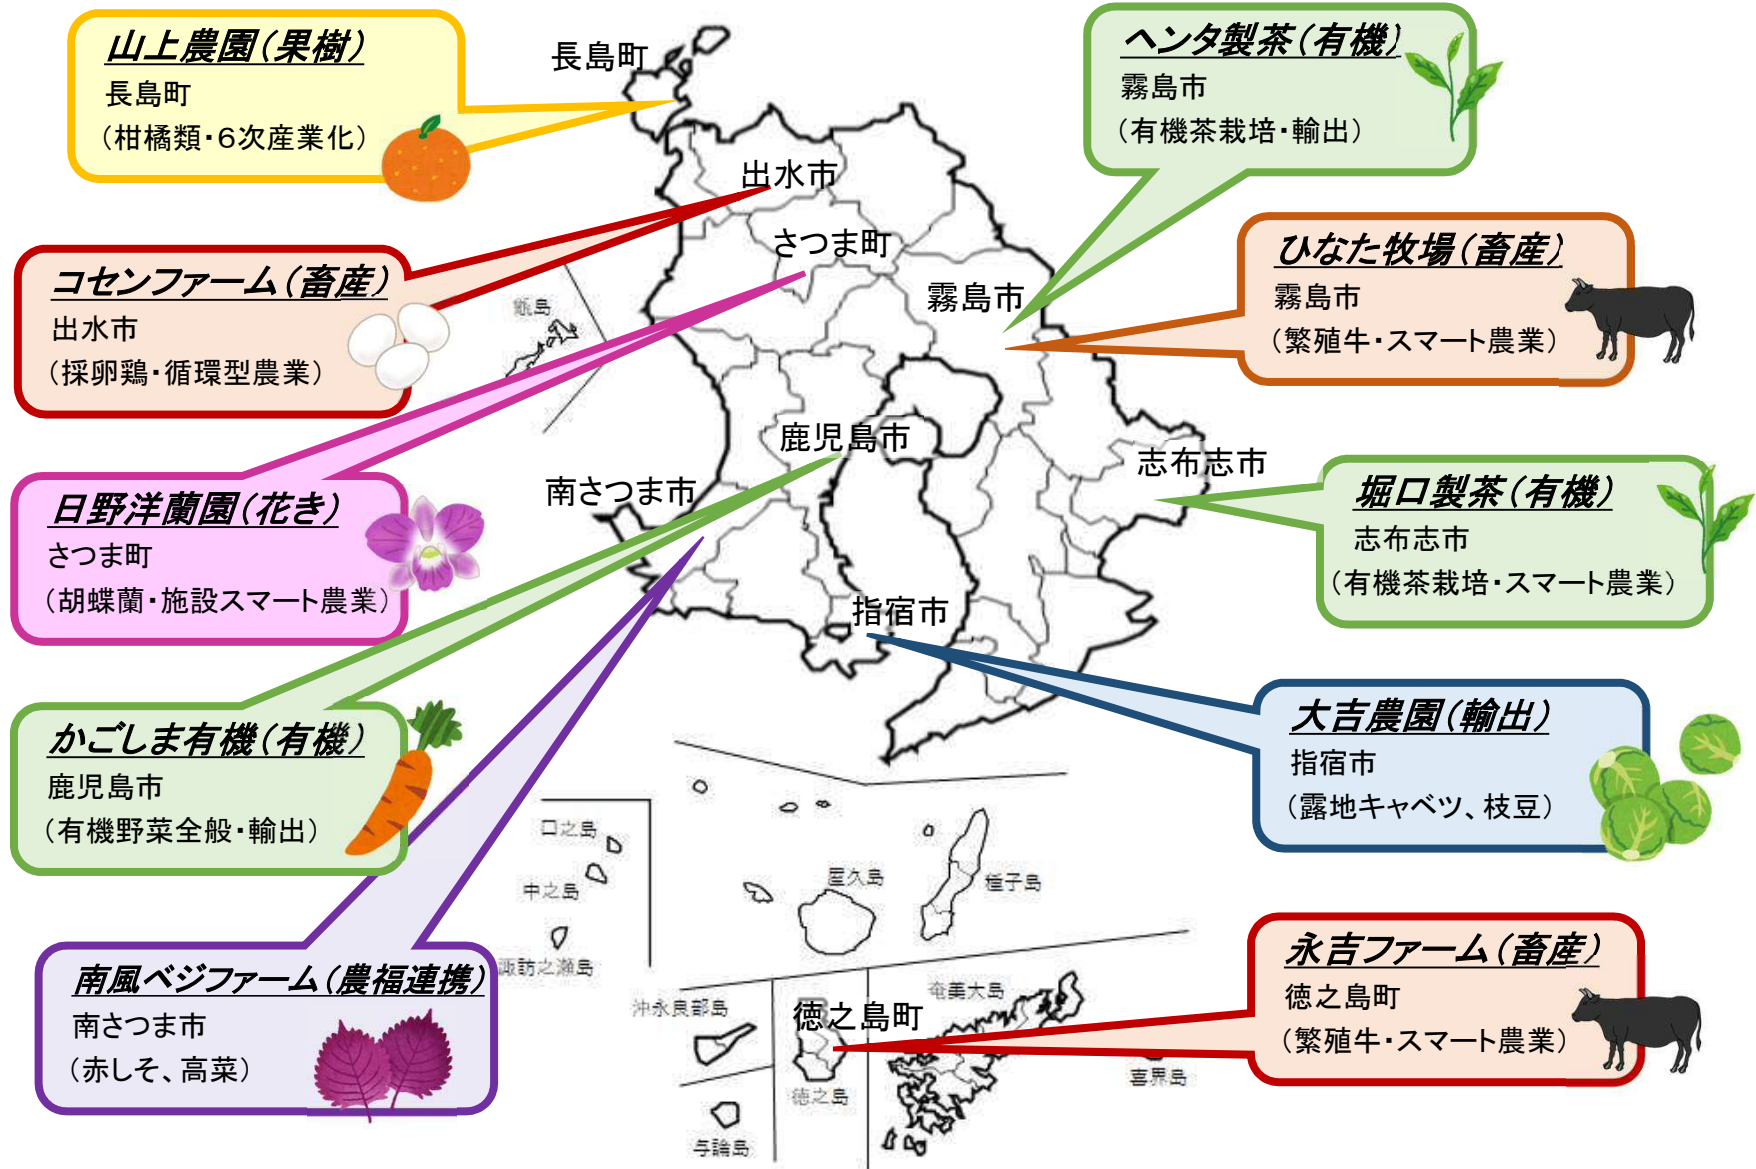 山上農園(果樹)
長島町
(柑橘類・6次産業化)
コセンファーム(畜産)
出水市
(採卵鶏・循環型農業)
日野洋蘭園(花き)
さつま町
(胡蝶蘭・施設スマート農業)
かごしま有機(有機)
鹿児島市
(有機野菜全般・輸出)
南風ベジファーム(農福連携)
南さつま市
(赤しそ、高菜)
長島町
出水市
さつま町
霧島市
甑島
鹿児島市
志布志市
南さつま市
指宿市
口之島
中之島
諏訪之瀬島
屋久島
種子島
沖永良部島
徳之島町
奄美大島
徳之島
喜界島
与論島
ヘンタ製茶(有機)
霧島市
(有機茶栽培・輸出)
ひなた牧場(畜産)
霧島市
(繁殖牛・スマート農業)
堀口製茶(有機)
志布志市
(有機茶栽培・スマート農業)
大吉農園(輸出)
指宿市
(露地キャベツ、枝豆)
永吉ファーム(畜産)
徳之島町
(繁殖牛・スマート農業)